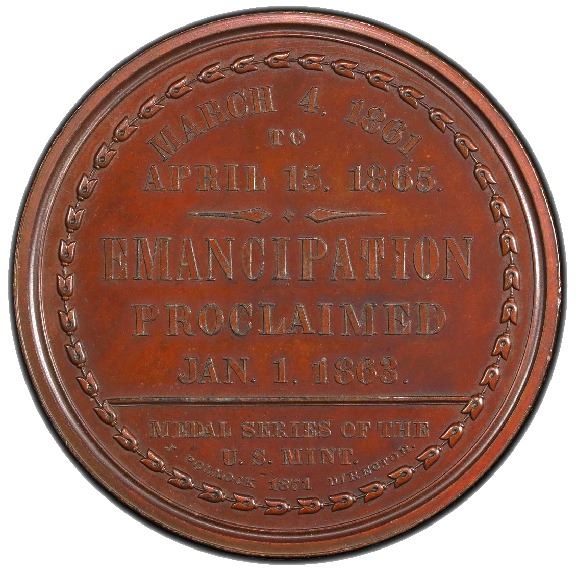 MARCH 4. 1861
TO
APRIL 15. 1865.
EMANCIPATION
PROCLAIMED
JAN. 1. 1863.
MEDAL SERIES OF THE
U. S. MINT.
J. POLLOCK 1861 DIRECTOR.